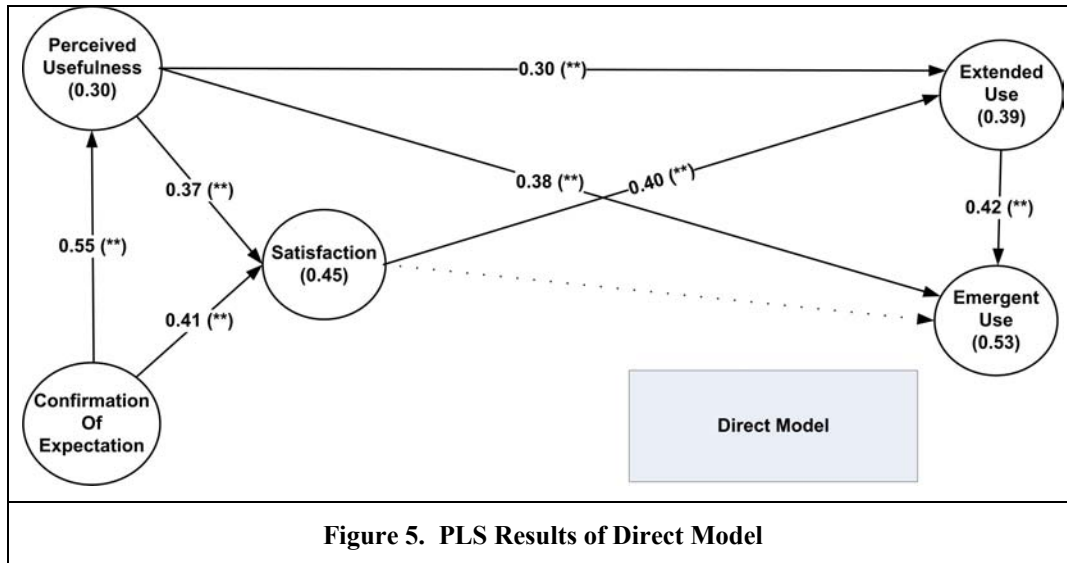 Perceived
Usefulness
(0.30)
0.30 (**)
Extended
Use
(0.39)
0.37 (**)
0.38 (**)
0.40 (**)
0.42 (**)
0.55 (**)
Satisfaction
(0.45)
0.41 (**)
Emergent
Use
(0.53)
Confirmation
Of
Expectation
Direct Model
Figure 5. PLS Results of Direct Model